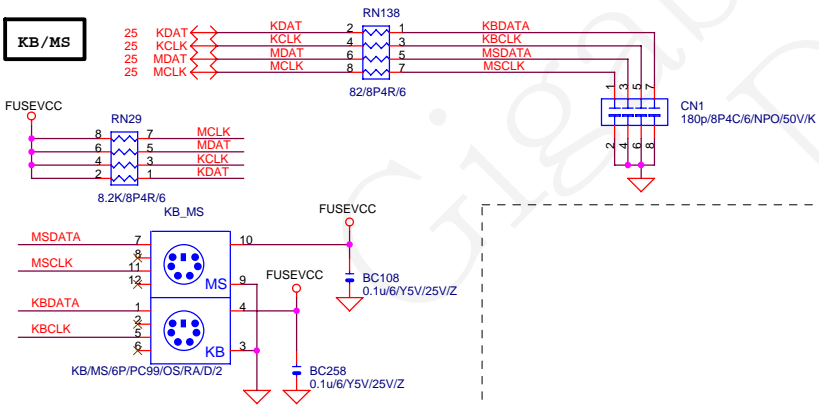 KB/MS
RN138
25 KDAT KDAT 2 1 KBDATA
25 KCLK KCLK 4 3 KBCLK
25 MDAT MDAT 6 5 MSDATA
25 MCLK MCLK 8 7 MSCLK
82/8P4R/6
1 3 5 7
CN1
180p/8P4C/6/NPO/50V/K
2 4 6 8
FUSEVCC
RN29
8 7 MCLK
6 5 MDAT
4 3 KCLK
2 1 KDAT
8.2K/8P4R/6
KB_MS
FUSEVCC
MSDATA 7 10
8
MSCLK 11
12 MS 9
BC108
0.1u/6/Y5V/25V/Z
FUSEVCC
KBDATA 1 4
2
KBCLK 5
6 KB 3
KB/MS/6P/PC99/OS/RA/D/2
BC258
0.1u/6/Y5V/25V/Z
Gigab